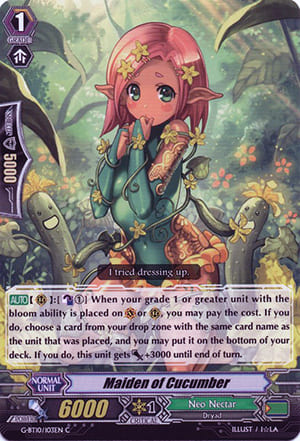 1
GRADE
5000
I tried dressing up.
AUTO [ ]:[ ①] When your grade 1 or greater unit with the
bloom ability is placed on or , you may pay the cost. If you
do, choose a card from your drop zone with the same card name
as the unit that was placed, and you may put it on the bottom of your
deck. If you do, this unit gets +3000 until end of turn.
NORMAL
UNIT
Maiden of Cucumber
POWER
6000
1
CRITICAL
Neo Nectar
Dryad
G-BT10/103EN C
ILLUST / I☆LA